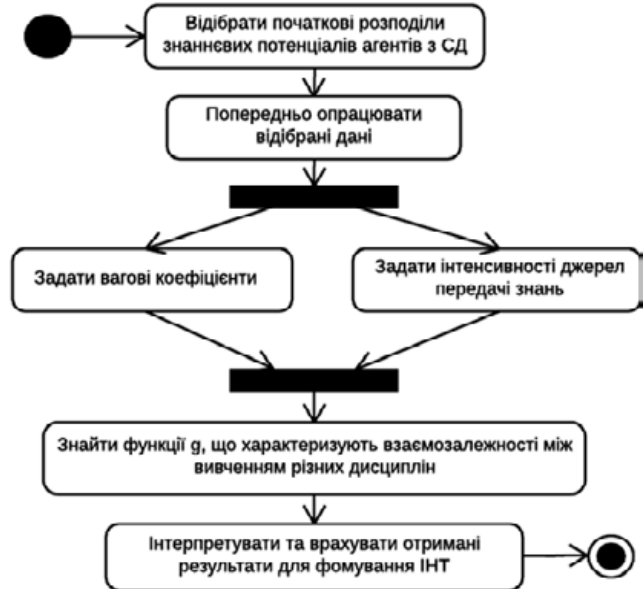 Відібрати початкові розподіли
знаннєвих потенціалів агентів з СД
Попередньо опрацювати
відібрані дані
Задати вагові коефіцієнти
Задати інтенсивності джерел
передачі знань
Знайти функції g, що характеризують взаємозалежності між
вивченням різних дисциплін
Інтерпретувати та врахувати отримані
результати для фомування ІНТ